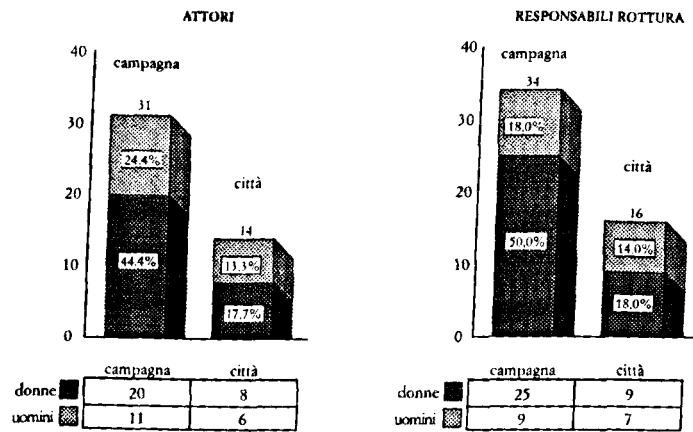 ATTORI
40
campagna
31
30
24.4%
città
20
14
44.4%
13.3%
10
17.7%
0
campagna città
donne 20 8
uomini 11 6
RESPONSABILI ROTTURA
40
campagna
34
18,0%
30
città
20
16
50,0%
14.0%
10
18,0%
0
campagna città
donne 25 9
uomini 9 7